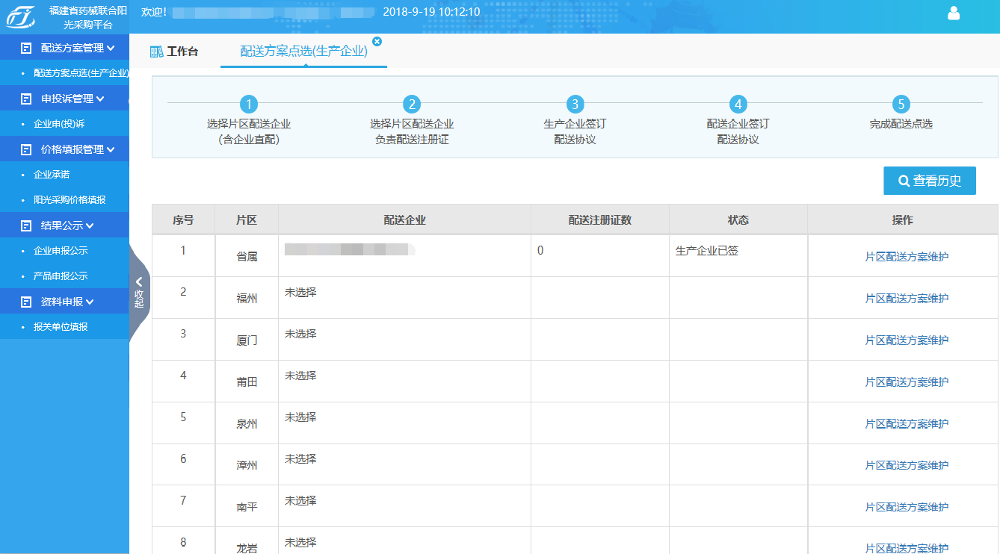 福建省药械联合阳
光采购平台
欢迎!
2018-9-19 10:12:10
配送方案管理
配送方案点选(生产企业)
申投诉管理
企业申(投)诉
价格填报管理
企业承诺
阳光采购价格填报
结果公示
企业申报公示
产品申报公示
资料申报
报关单位填报
收起
工作台
配送方案点选(生产企业)
1
选择片区配送企业
（含企业直配）
2
选择片区配送企业
负责配送注册证
3
生产企业签订
配送协议
4
配送企业签订
配送协议
5
完成配送点选
查看历史
序号 片区 配送企业 配送注册证数 状态 操作
1 省属 0 生产企业已签 片区配送方案维护
2 福州 未选择 片区配送方案维护
3 厦门 未选择 片区配送方案维护
4 莆田 未选择 片区配送方案维护
5 泉州 未选择 片区配送方案维护
6 漳州 未选择 片区配送方案维护
7 南平 未选择 片区配送方案维护
8 龙岩 未选择 片区配送方案维护